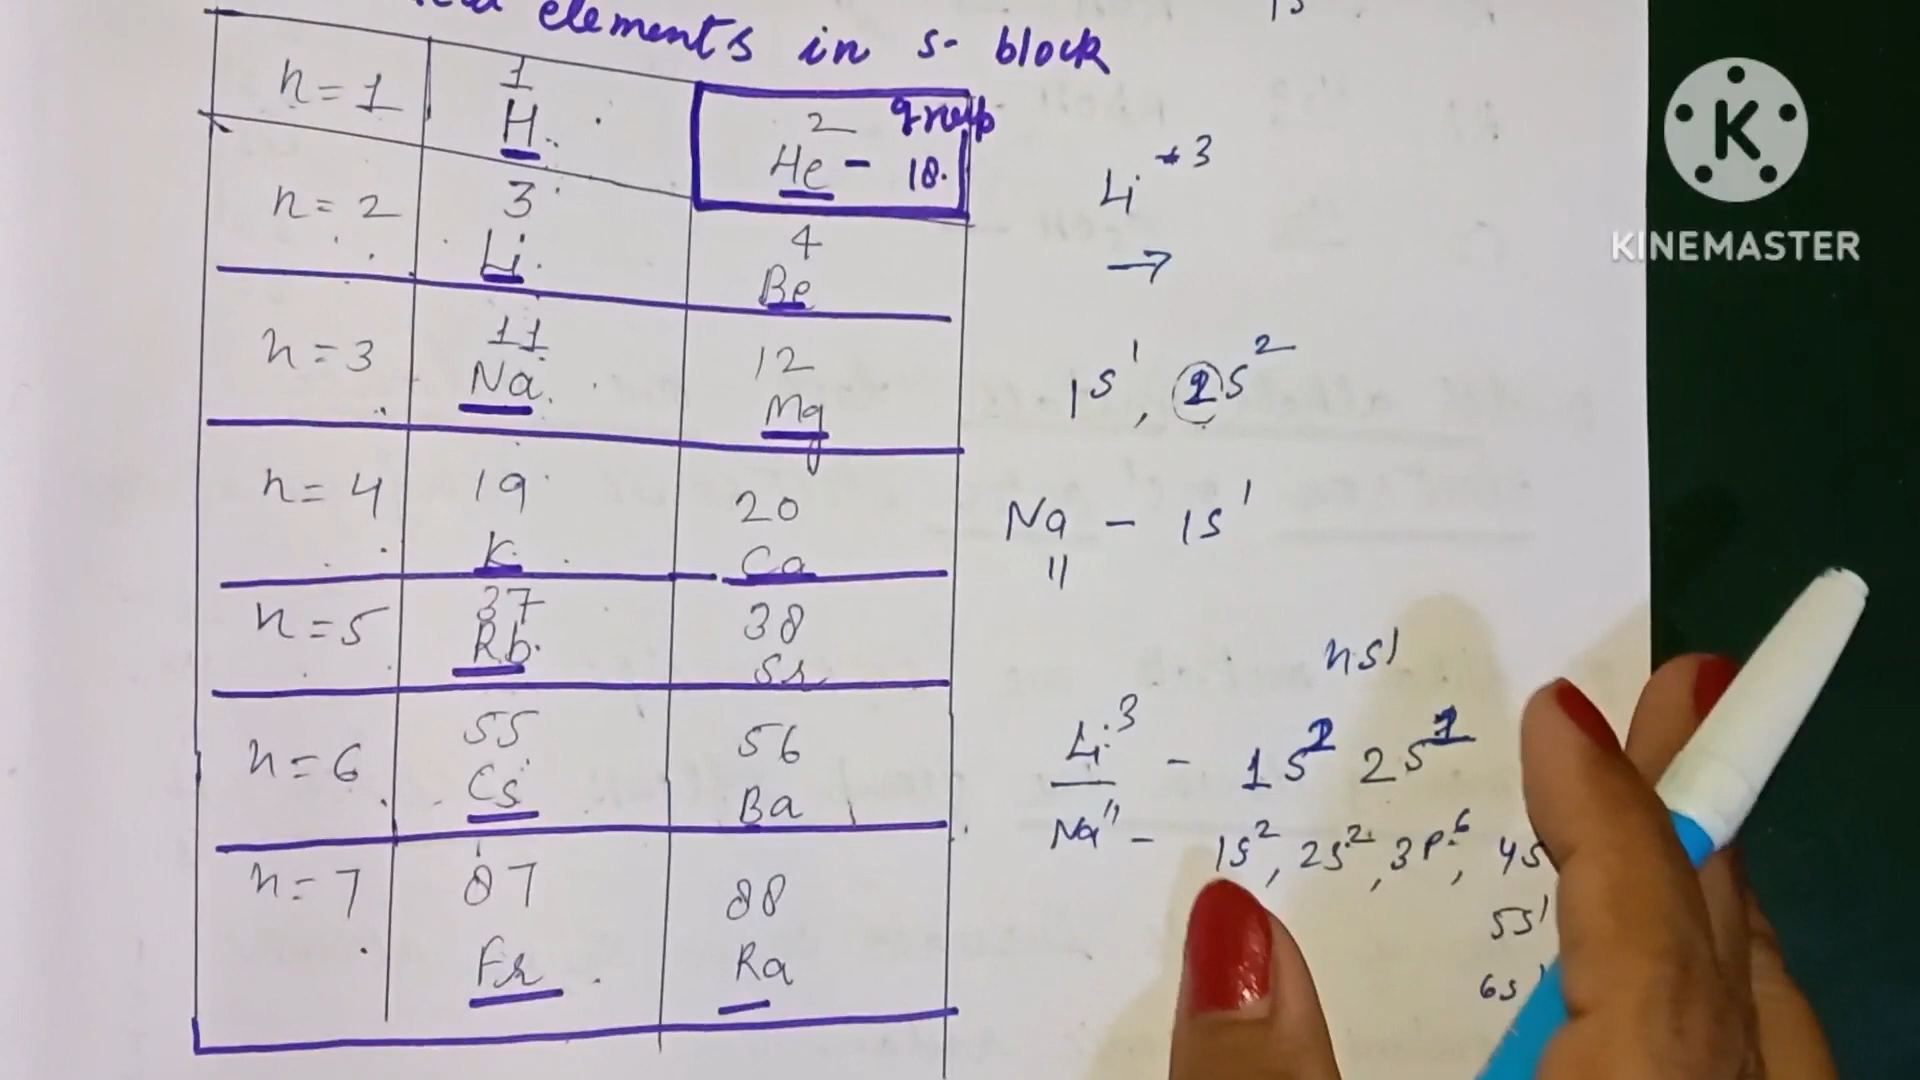 elements in s- block
n=1 1 H 2 He - group 18.
n=2 3 Li 4 Be
n=3 11 Na 12 Mg
n=4 19 K 20 Ca
n=5 37 Rb 38 Sr
n=6 55 Cs 56 Ba
n=7 87 Fr 88 Ra
Li 3
→
1s¹, 2s²
Na - 1s¹
11
ns¹
Li³ - 1s² 2s¹
Na¹¹ - 1s², 2s², 3p⁶, 4s
5s¹
6s
K
KINEMASTER